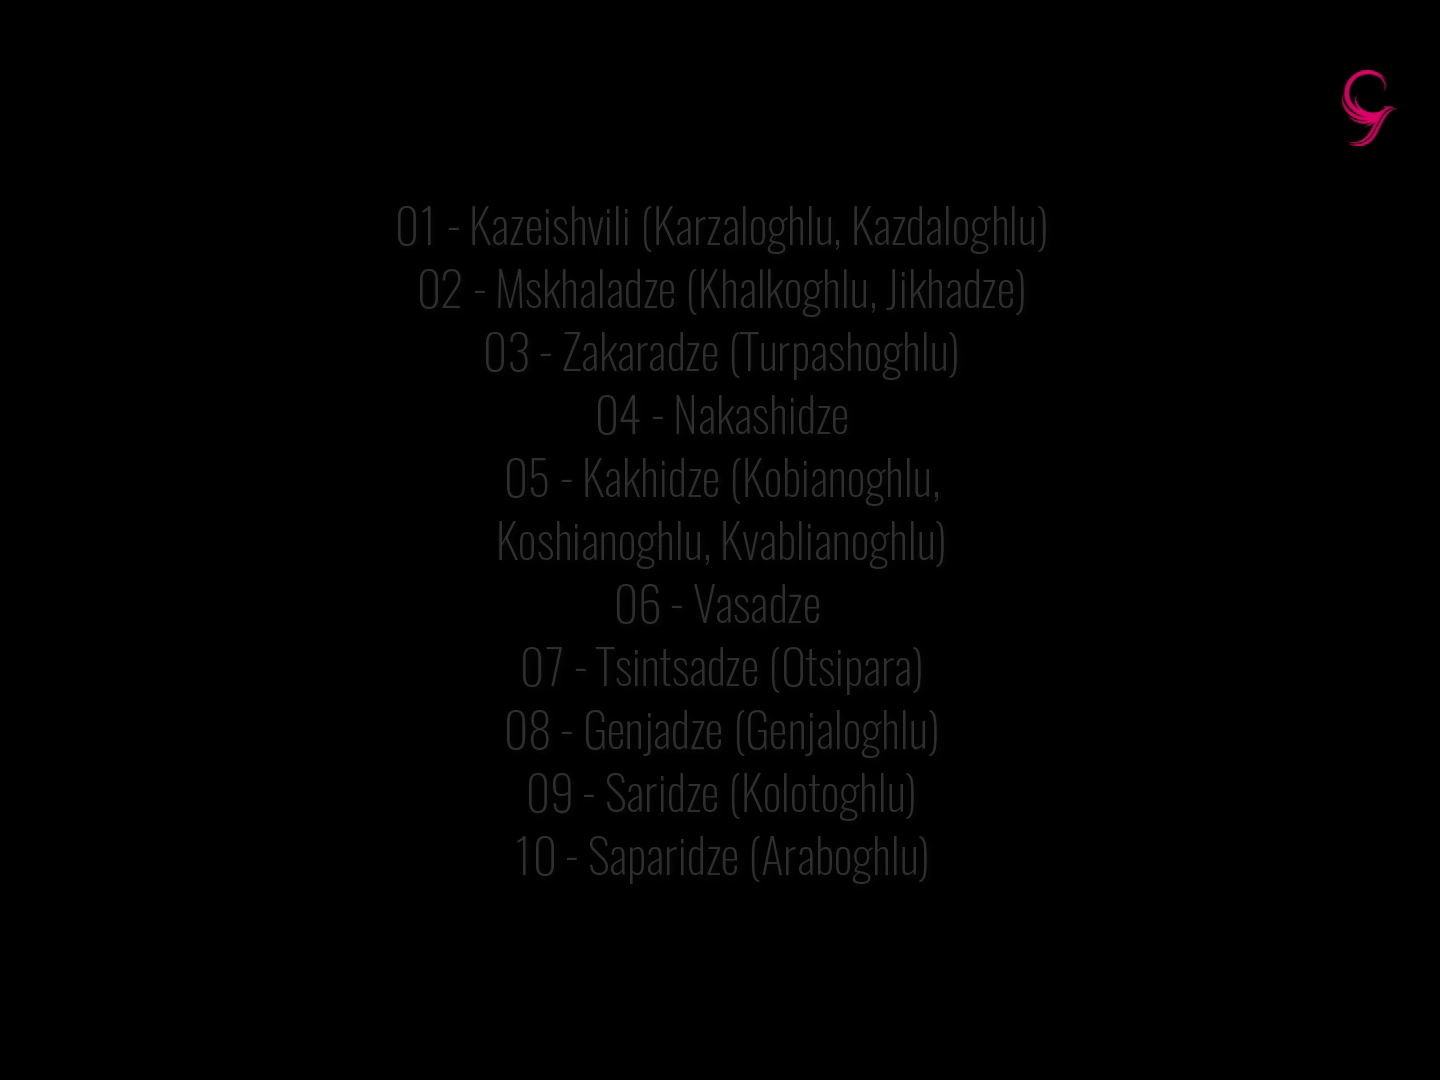 01 - Kazeishvili (Karzaloghlu, Kazdaloghlu)
02 - Mskhaladze (Khalkoghlu, Jikhadze)
03 - Zakaradze (Turpashoghlu)
04 - Nakashidze
05 - Kakhidze (Kobianoghlu,
Koshianoghlu, Kvablianoghlu)
06 - Vasadze
07 - Tsintsadze (Otsipara)
08 - Genjadze (Genjaloghlu)
09 - Saridze (Kolotoghlu)
10 - Saparidze (Araboghlu)